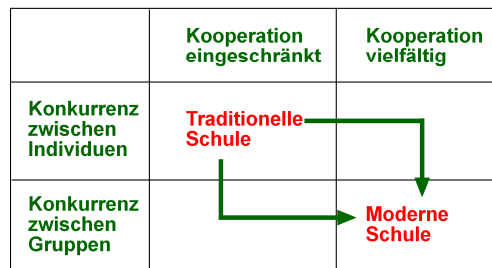 Kooperation
eingeschränkt
Kooperation
vielfältig
Konkurrenz
zwischen
Individuen
Traditionelle
Schule
Konkurrenz
zwischen
Gruppen
Moderne
Schule